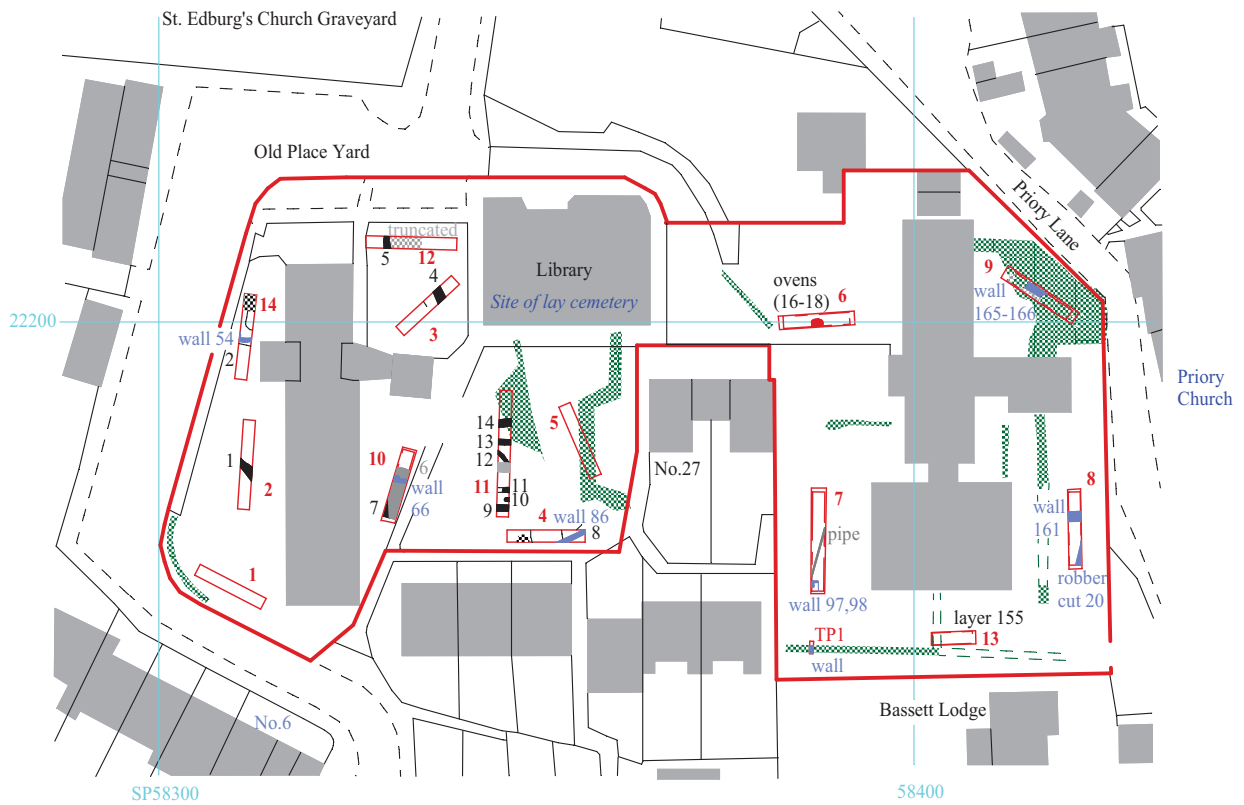 St. Edburg's Church Graveyard
Old Place Yard
truncated
5
12
4
3
Library
Site of lay cemetery
ovens
(16-18)
6
Priory Lane
9
wall
165-166
22200
14
wall 54
2
1
2
10
6
wall
66
7
14
13
12
11
11
10
9
5
4
wall 86
8
No.27
7
pipe
wall 97,98
8
wall
161
robber
cut 20
Priory
Church
1
TP1
wall
layer 155
13
Bassett Lodge
No.6
SP58300
58400